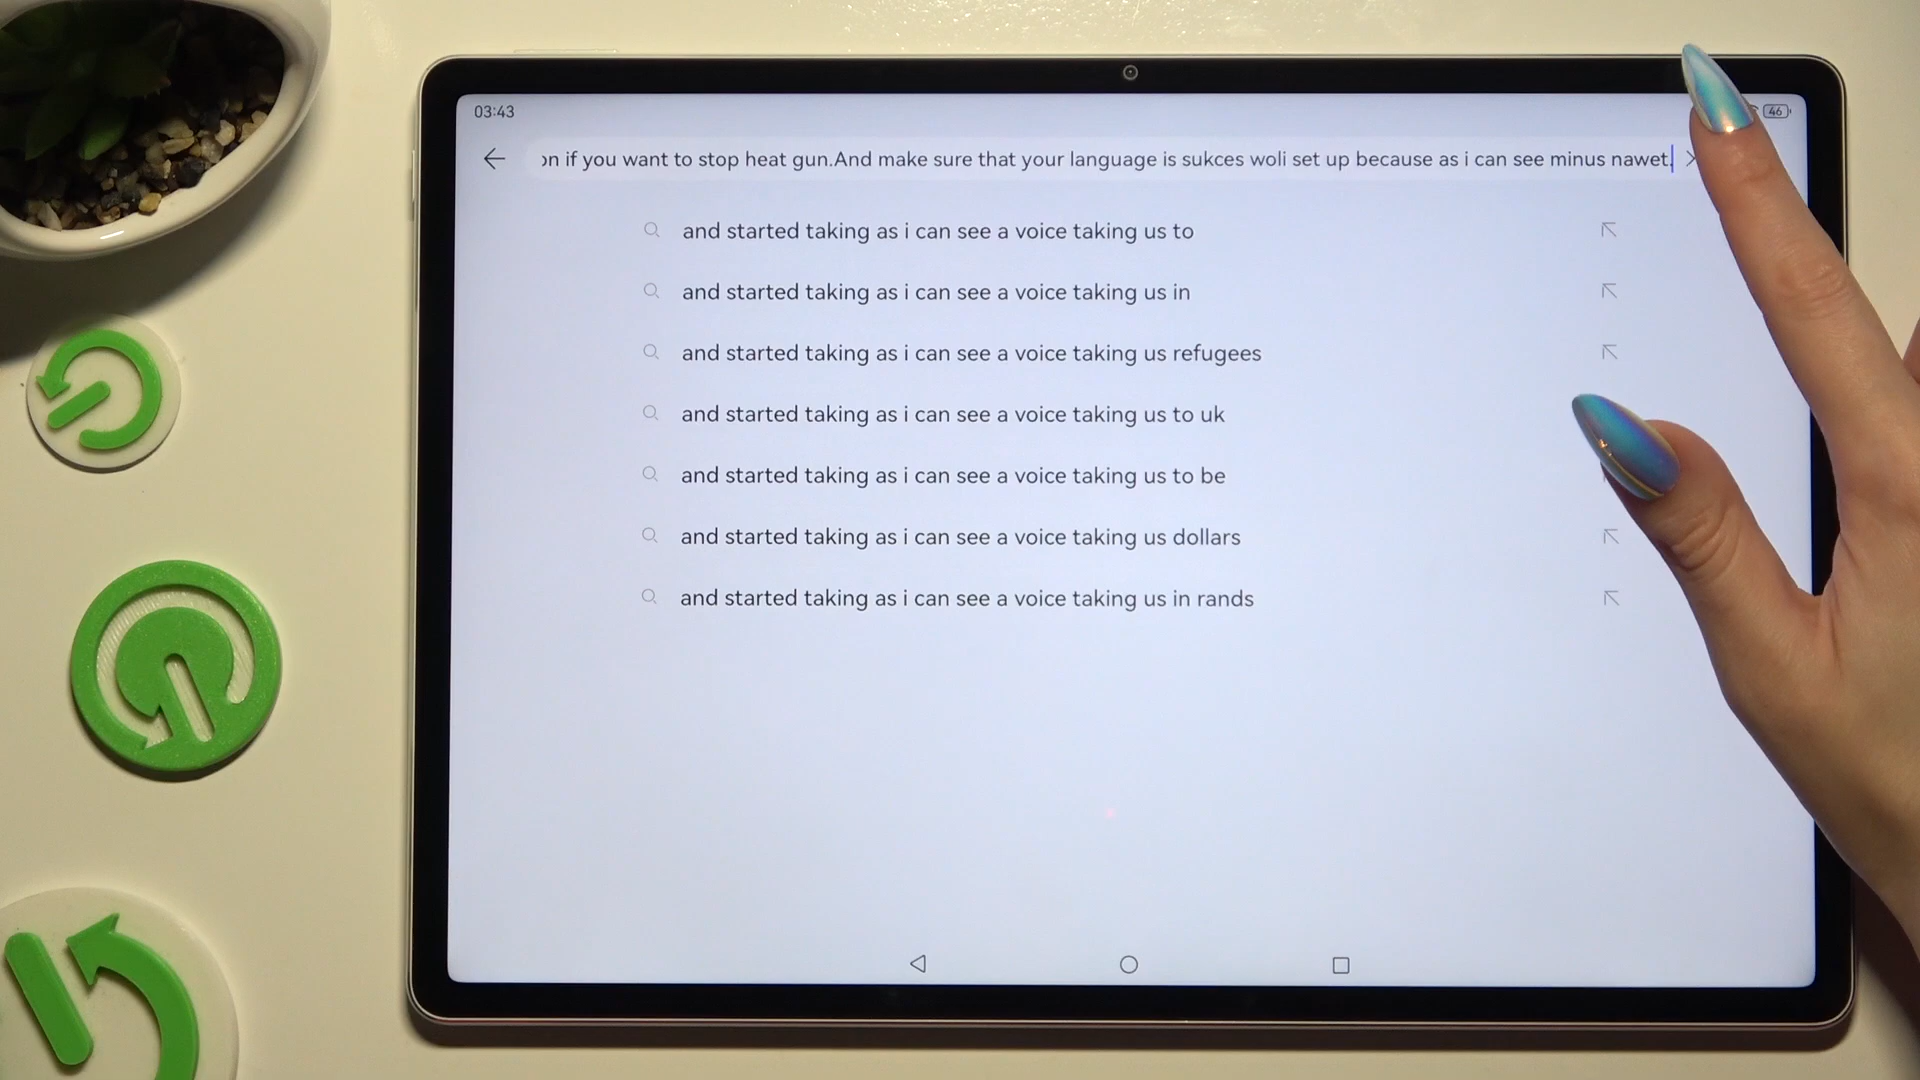 03:43
46
on if you want to stop heat gun.And make sure that your language is sukces woli set up because as i can see minus nawet.
and started taking as i can see a voice taking us to
and started taking as i can see a voice taking us in
and started taking as i can see a voice taking us refugees
and started taking as i can see a voice taking us to uk
and started taking as i can see a voice taking us to be
and started taking as i can see a voice taking us dollars
and started taking as i can see a voice taking us in rands